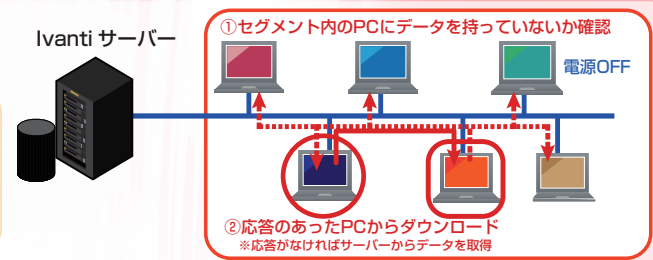 Ivanti サーバー
①セグメント内のPCにデータを持っていないか確認
電源OFF
②応答のあったPCからダウンロード
※応答がなければサーバーからデータを取得